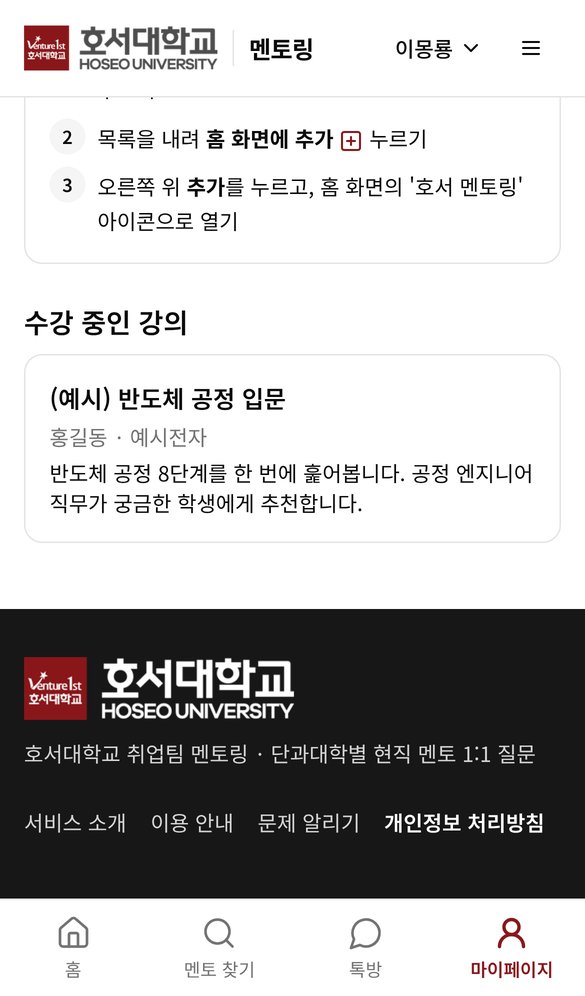 Venture 1st
호서대학교
호서대학교
HOSEO UNIVERSITY
멘토링
이몽룡
2 목록을 내려 홈 화면에 추가 누르기
3 오른쪽 위 추가를 누르고, 홈 화면의 '호서 멘토링'
아이콘으로 열기
수강 중인 강의
(예시) 반도체 공정 입문
홍길동 · 예시전자
반도체 공정 8단계를 한 번에 훑어봅니다. 공정 엔지니어
직무가 궁금한 학생에게 추천합니다.
Venture 1st
호서대학교
호서대학교
HOSEO UNIVERSITY
호서대학교 취업팀 멘토링 · 단과대학별 현직 멘토 1:1 질문
서비스 소개 이용 안내 문제 알리기 개인정보 처리방침
홈 멘토 찾기 톡방 마이페이지